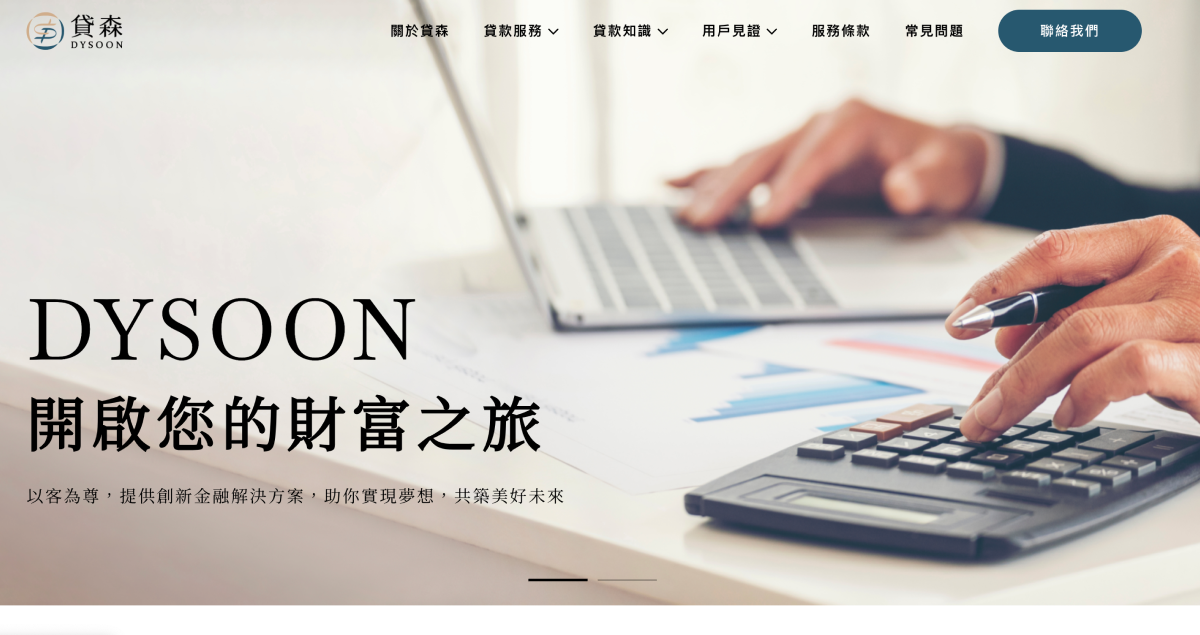 貸森
DYSOON
關於貸森
貸款服務
貸款知識
用戶見證
服務條款
常見問題
聯絡我們
DYSOON
開啟您的財富之旅
以客為尊，提供創新金融解決方案，助你實現夢想，共築美好未來